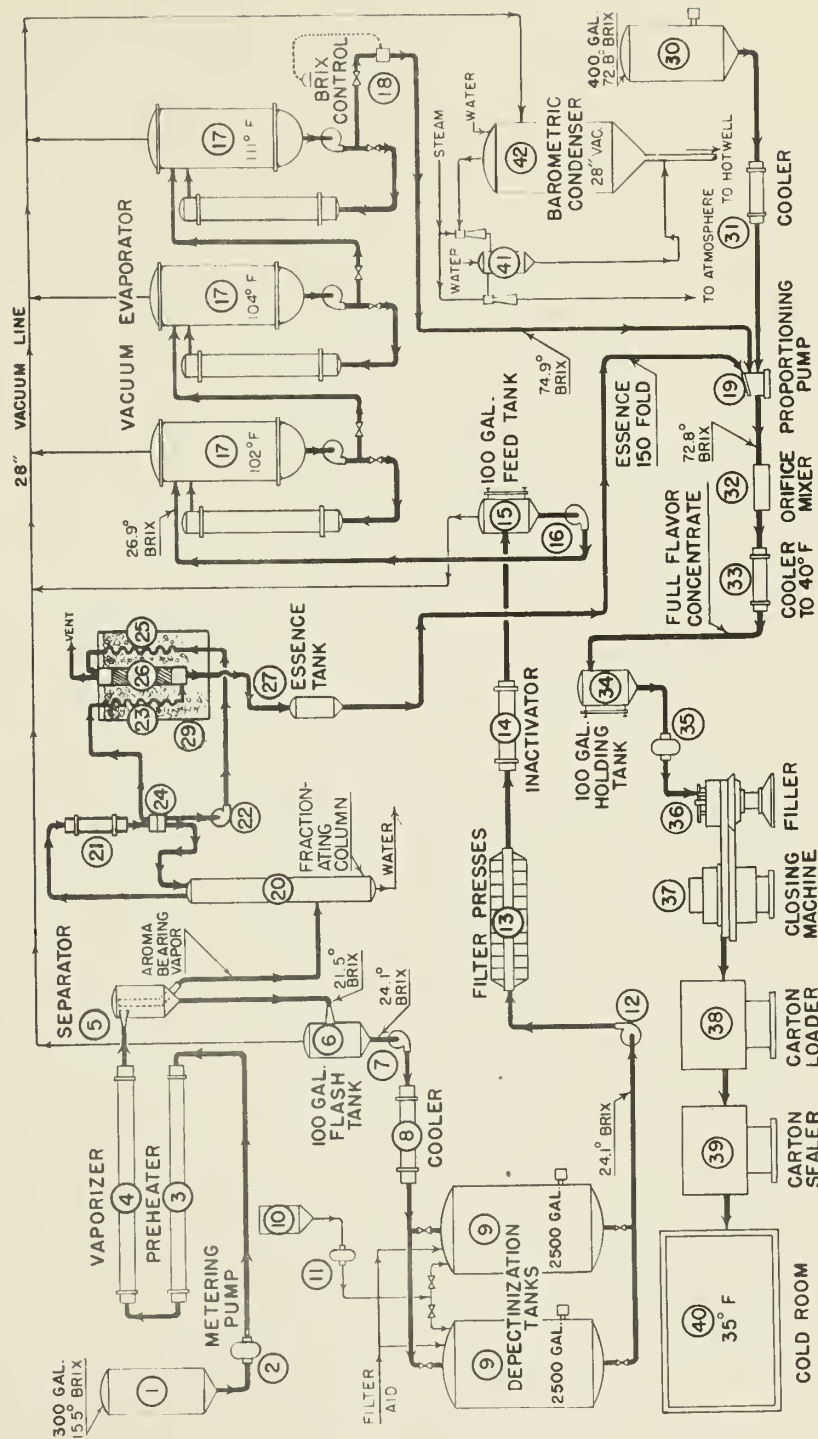 300 GAL.
15.5° BRIX
1
METERING
PUMP
2
VAPORIZER
4
PREHEATER
3
SEPARATOR
5
AROMA
BEARING
VAPOR
21.5° BRIX
6
24.1° BRIX
100 GAL.
FLASH
TANK
7
8
COOLER
10
11
FILTER
AID
9
2500 GAL.
DEPECTINIZATION
TANKS
9
2500 GAL.
24.1° BRIX
12
FILTER PRESSES
13
14
INACTIVATOR
15
100 GAL.
FEED TANK
16
28" VACUUM LINE
VACUUM EVAPORATOR
26.9°
BRIX
17
102° F
17
104° F
17
111° F
BRIX
CONTROL
18
74.9°
BRIX
20
FRACTION-
ATING
COLUMN
WATER
21
24
22
VENT
25
26
23
29
27
ESSENCE
TANK
ESSENCE
150 FOLD
STEAM
WATER
WATER
41
42
BAROMETRIC
CONDENSER
28" VAC.
TO ATMOSPHERE
TO HOTWELL
400 GAL.
72.8° BRIX
30
31
COOLER
19
PROPORTIONING
PUMP
72.8°
BRIX
32
ORIFICE
MIXER
33
COOLER
TO 40° F
FULL FLAVOR
CONCENTRATE
34
100 GAL.
HOLDING
TANK
35
36
FILLER
37
CLOSING
MACHINE
38
CARTON
LOADER
39
CARTON
SEALER
40
35° F
COLD ROOM